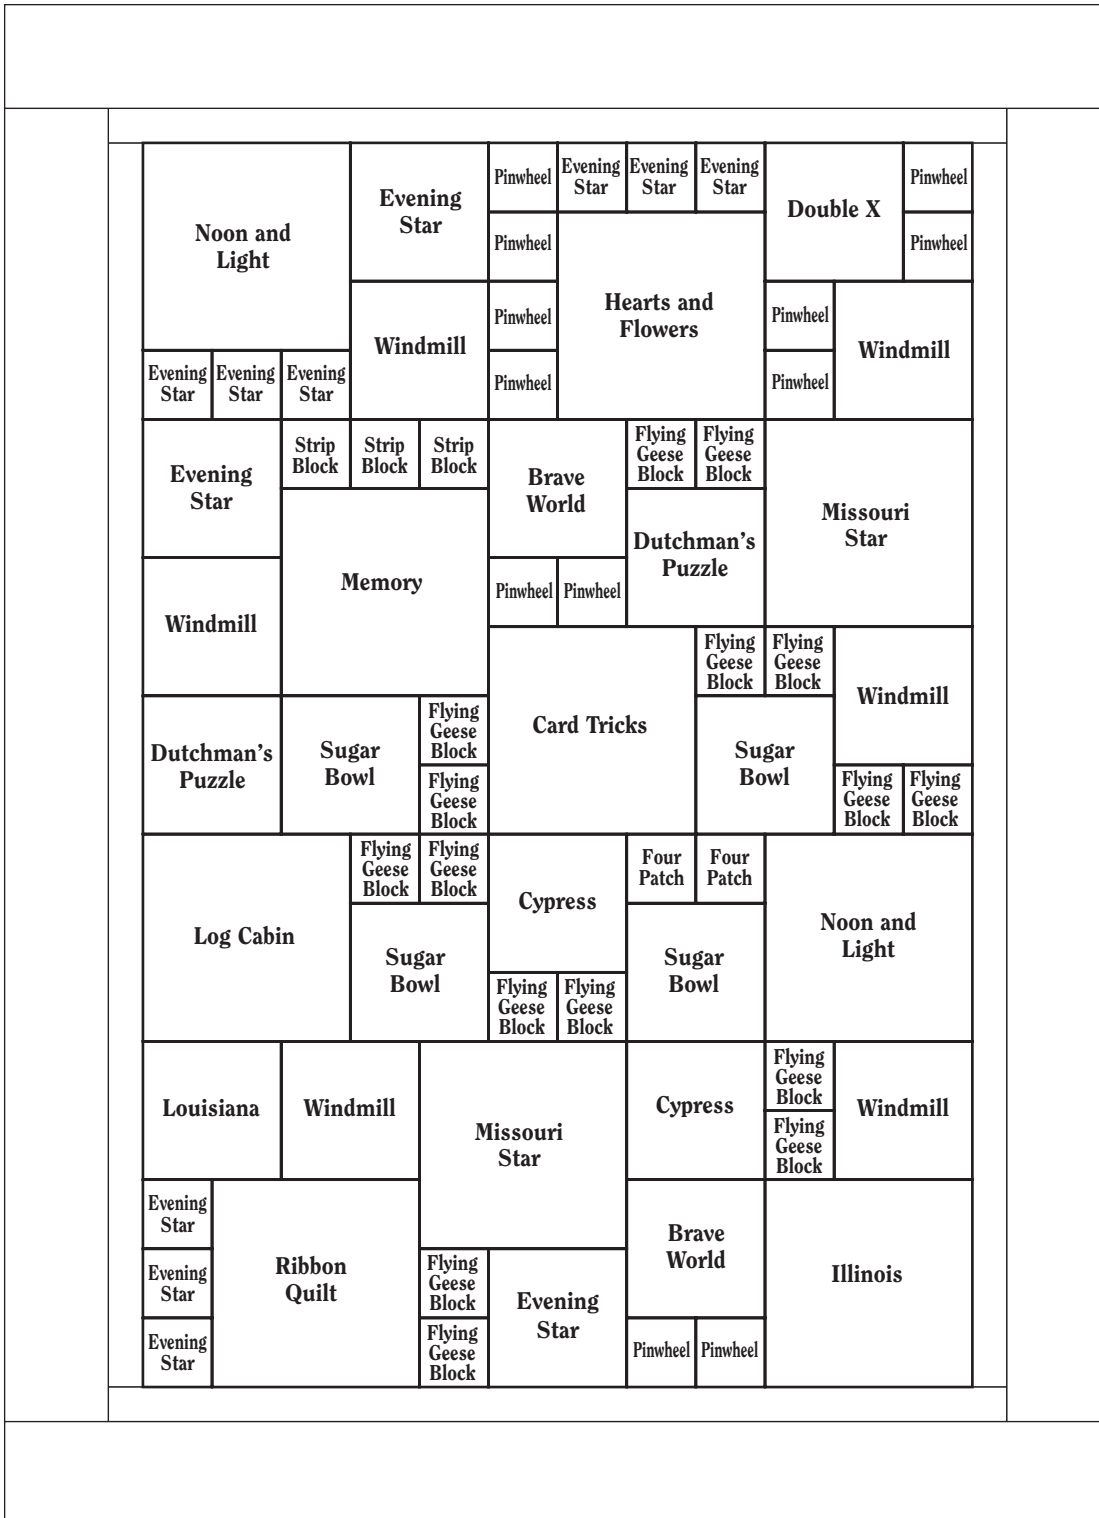 Noon and
Light
Evening
Star
Pinwheel
Evening
Star
Evening
Star
Evening
Star
Double X
Pinwheel
Pinwheel
Hearts and
Flowers
Pinwheel
Windmill
Pinwheel
Pinwheel
Windmill
Evening
Star
Evening
Star
Evening
Star
Pinwheel
Pinwheel
Evening
Star
Strip
Block
Strip
Block
Strip
Block
Brave
World
Flying
Geese
Block
Flying
Geese
Block
Missouri
Star
Memory
Dutchman's
Puzzle
Windmill
Pinwheel
Pinwheel
Card Tricks
Flying
Geese
Block
Flying
Geese
Block
Windmill
Dutchman's
Puzzle
Sugar
Bowl
Flying
Geese
Block
Flying
Geese
Block
Sugar
Bowl
Flying
Geese
Block
Flying
Geese
Block
Log Cabin
Flying
Geese
Block
Flying
Geese
Block
Cypress
Four
Patch
Four
Patch
Noon and
Light
Sugar
Bowl
Flying
Geese
Block
Flying
Geese
Block
Sugar
Bowl
Louisiana
Windmill
Missouri
Star
Cypress
Flying
Geese
Block
Flying
Geese
Block
Windmill
Evening
Star
Evening
Star
Evening
Star
Ribbon
Quilt
Flying
Geese
Block
Flying
Geese
Block
Evening
Star
Brave
World
Pinwheel
Pinwheel
Illinois